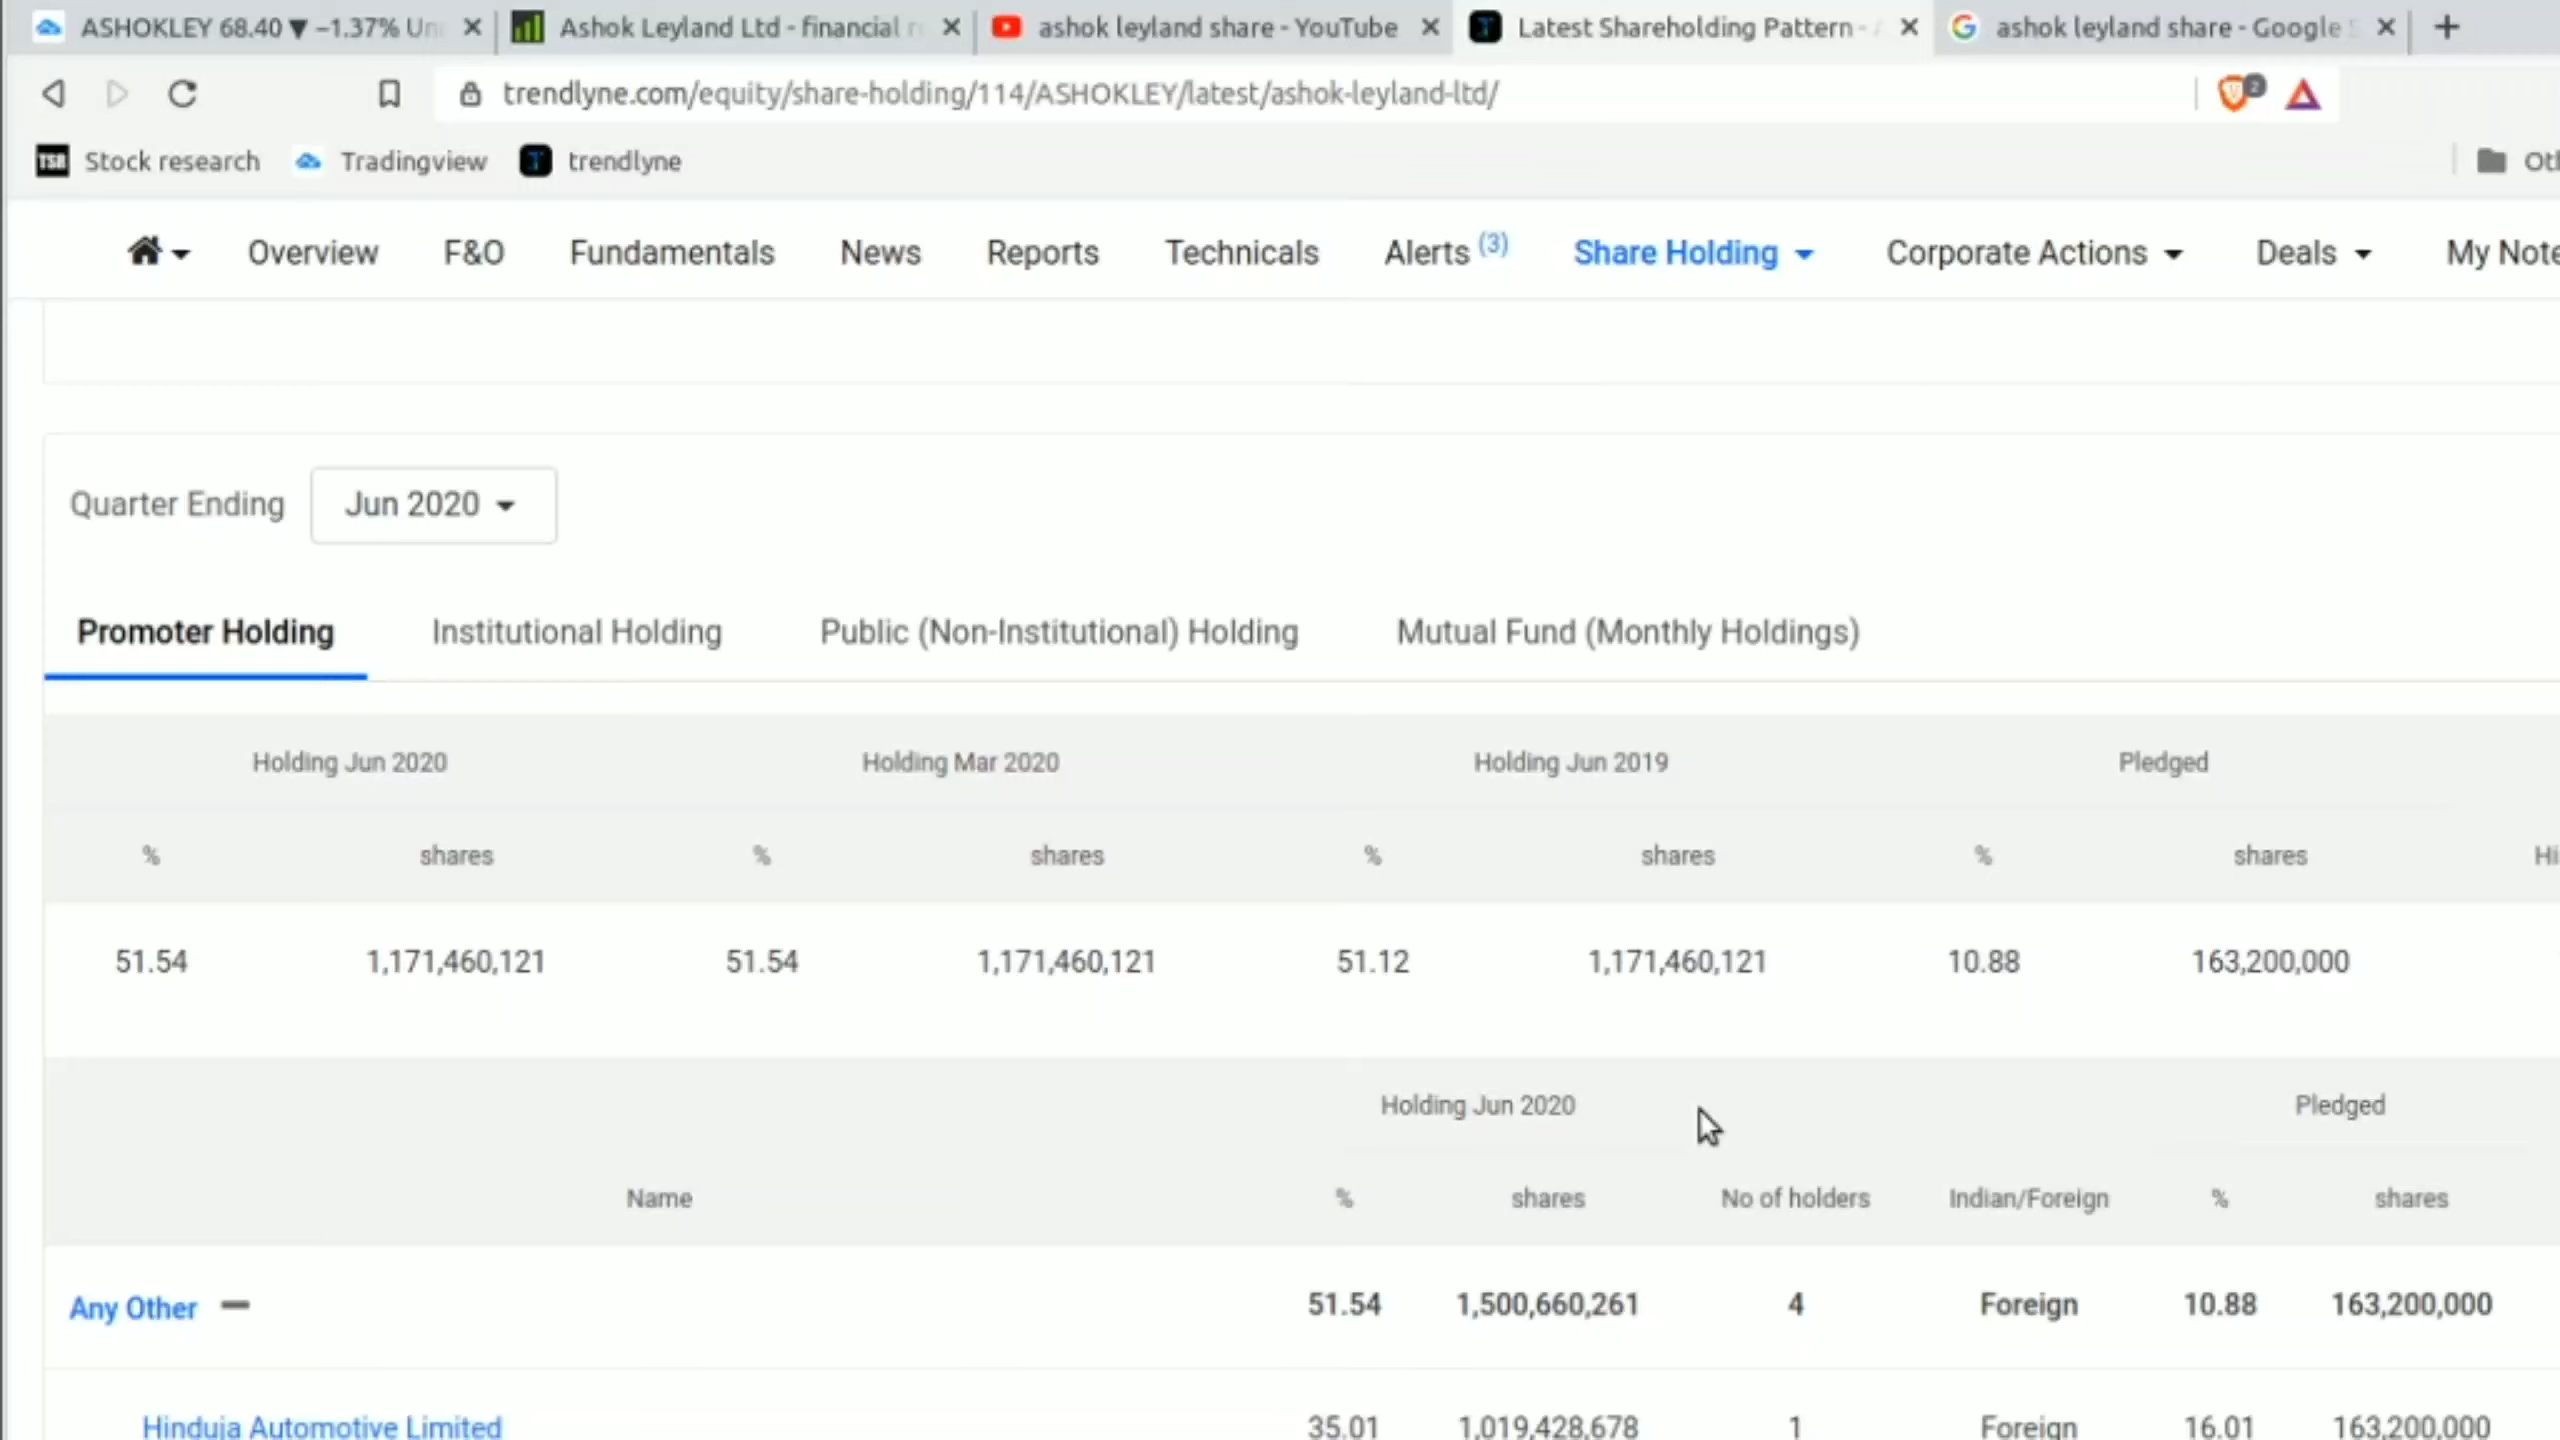 ASHOKLEY 68.40 ▼ −1.37% Un
Ashok Leyland Ltd - financial r
ashok leyland share - YouTube
Latest Shareholding Pattern -
ashok leyland share - Google
trendlyne.com/equity/share-holding/114/ASHOKLEY/latest/ashok-leyland-ltd/
2
TSR Stock research Tradingview trendlyne
Overview F&O Fundamentals News Reports Technicals Alerts (3) Share Holding Corporate Actions Deals My Note
Quarter Ending Jun 2020
Promoter Holding Institutional Holding Public (Non-Institutional) Holding Mutual Fund (Monthly Holdings)
Holding Jun 2020 Holding Mar 2020 Holding Jun 2019 Pledged
% shares % shares % shares % shares Hi
51.54 1,171,460,121 51.54 1,171,460,121 51.12 1,171,460,121 10.88 163,200,000
Holding Jun 2020 Pledged
Name % shares No of holders Indian/Foreign % shares
Any Other 51.54 1,500,660,261 4 Foreign 10.88 163,200,000
Hinduja Automotive Limited 35.01 1,019,428,678 1 Foreign 16.01 163,200,000